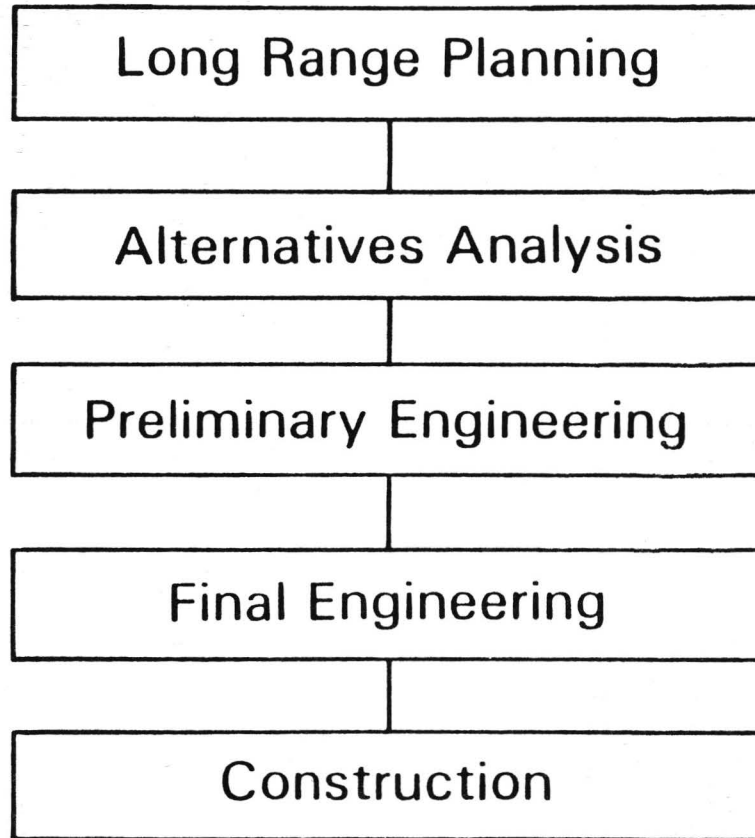 Long Range Planning
Alternatives Analysis
Preliminary Engineering
Final Engineering
Construction